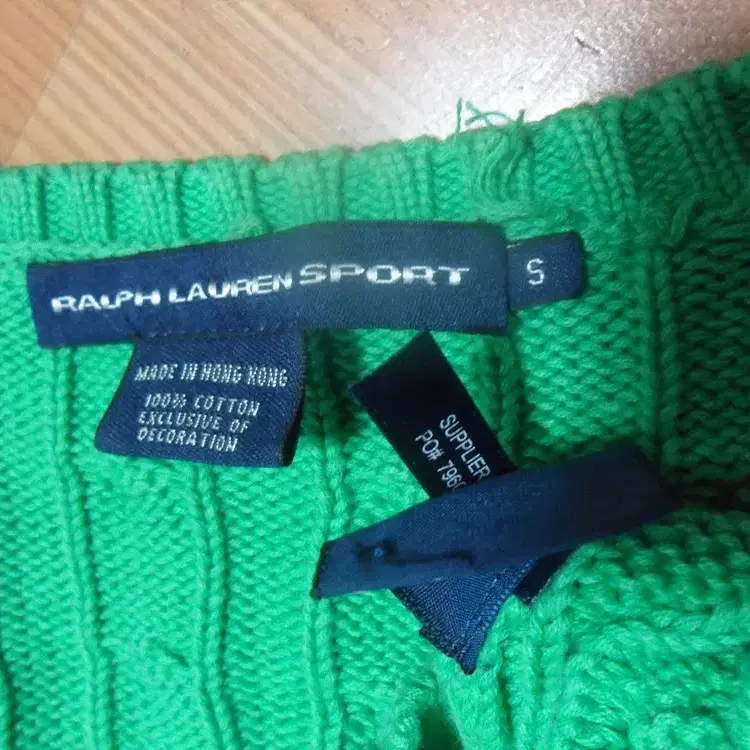 RALPH LAUREN SPORT
S
MADE IN HONG KONG
100% COTTON
EXCLUSIVE OF
DECORATION
SUPPLIER
PO# 796